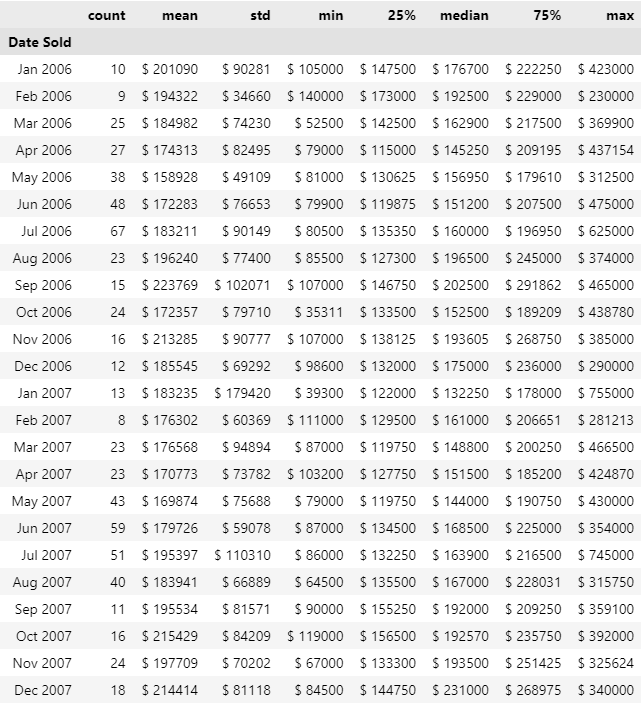 count mean std min 25% median 75% max
Date Sold
Jan 2006 10 $ 201090 $ 90281 $ 105000 $ 147500 $ 176700 $ 222250 $ 423000
Feb 2006 9 $ 194322 $ 34660 $ 140000 $ 173000 $ 192500 $ 229000 $ 230000
Mar 2006 25 $ 184982 $ 74230 $ 52500 $ 142500 $ 162900 $ 217500 $ 369900
Apr 2006 27 $ 174313 $ 82495 $ 79000 $ 115000 $ 145250 $ 209195 $ 437154
May 2006 38 $ 158928 $ 49109 $ 81000 $ 130625 $ 156950 $ 179610 $ 312500
Jun 2006 48 $ 172283 $ 76653 $ 79900 $ 119875 $ 151200 $ 207500 $ 475000
Jul 2006 67 $ 183211 $ 90149 $ 80500 $ 135350 $ 160000 $ 196950 $ 625000
Aug 2006 23 $ 196240 $ 77400 $ 85500 $ 127300 $ 196500 $ 245000 $ 374000
Sep 2006 15 $ 223769 $ 102071 $ 107000 $ 146750 $ 202500 $ 291862 $ 465000
Oct 2006 24 $ 172357 $ 79710 $ 35311 $ 133500 $ 152500 $ 189209 $ 438780
Nov 2006 16 $ 213285 $ 90777 $ 107000 $ 138125 $ 193605 $ 268750 $ 385000
Dec 2006 12 $ 185545 $ 69292 $ 98600 $ 132000 $ 175000 $ 236000 $ 290000
Jan 2007 13 $ 183235 $ 179420 $ 39300 $ 122000 $ 132250 $ 178000 $ 755000
Feb 2007 8 $ 176302 $ 60369 $ 111000 $ 129500 $ 161000 $ 206651 $ 281213
Mar 2007 23 $ 176568 $ 94894 $ 87000 $ 119750 $ 148800 $ 200250 $ 466500
Apr 2007 23 $ 170773 $ 73782 $ 103200 $ 127750 $ 151500 $ 185200 $ 424870
May 2007 43 $ 169874 $ 75688 $ 79000 $ 119750 $ 144000 $ 190750 $ 430000
Jun 2007 59 $ 179726 $ 59078 $ 87000 $ 134500 $ 168500 $ 225000 $ 354000
Jul 2007 51 $ 195397 $ 110310 $ 86000 $ 132250 $ 163900 $ 216500 $ 745000
Aug 2007 40 $ 183941 $ 66889 $ 64500 $ 135500 $ 167000 $ 228031 $ 315750
Sep 2007 11 $ 195534 $ 81571 $ 90000 $ 155250 $ 192000 $ 209250 $ 359100
Oct 2007 16 $ 215429 $ 84209 $ 119000 $ 156500 $ 192570 $ 235750 $ 392000
Nov 2007 24 $ 197709 $ 70202 $ 67000 $ 133300 $ 193500 $ 251425 $ 325624
Dec 2007 18 $ 214414 $ 81118 $ 84500 $ 144750 $ 231000 $ 268975 $ 340000